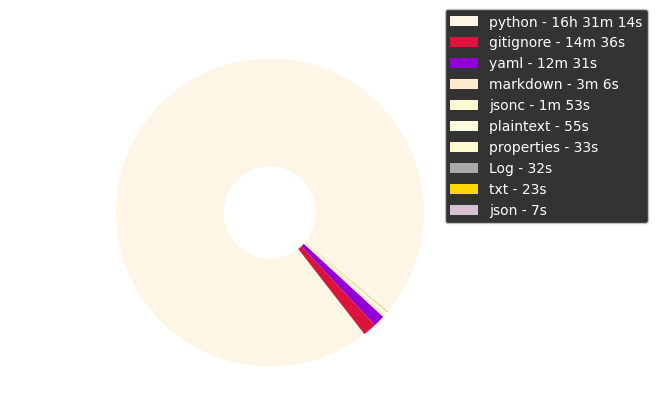 python - 16h 31m 14s
gitignore - 14m 36s
yaml - 12m 31s
markdown - 3m 6s
jsonc - 1m 53s
plaintext - 55s
properties - 33s
Log - 32s
txt - 23s
json - 7s